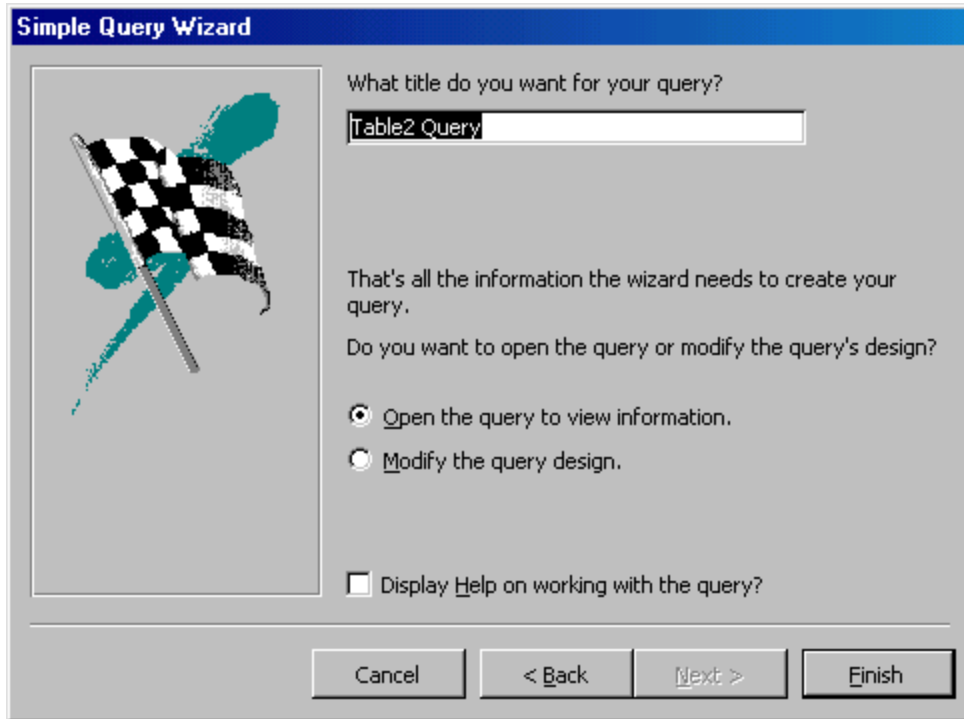 Simple Query Wizard
What title do you want for your query?
Table2 Query
That's all the information the wizard needs to create your
query.
Do you want to open the query or modify the query's design?
Open the query to view information.
Modify the query design.
Display Help on working with the query?
Cancel
< Back
Next >
Finish